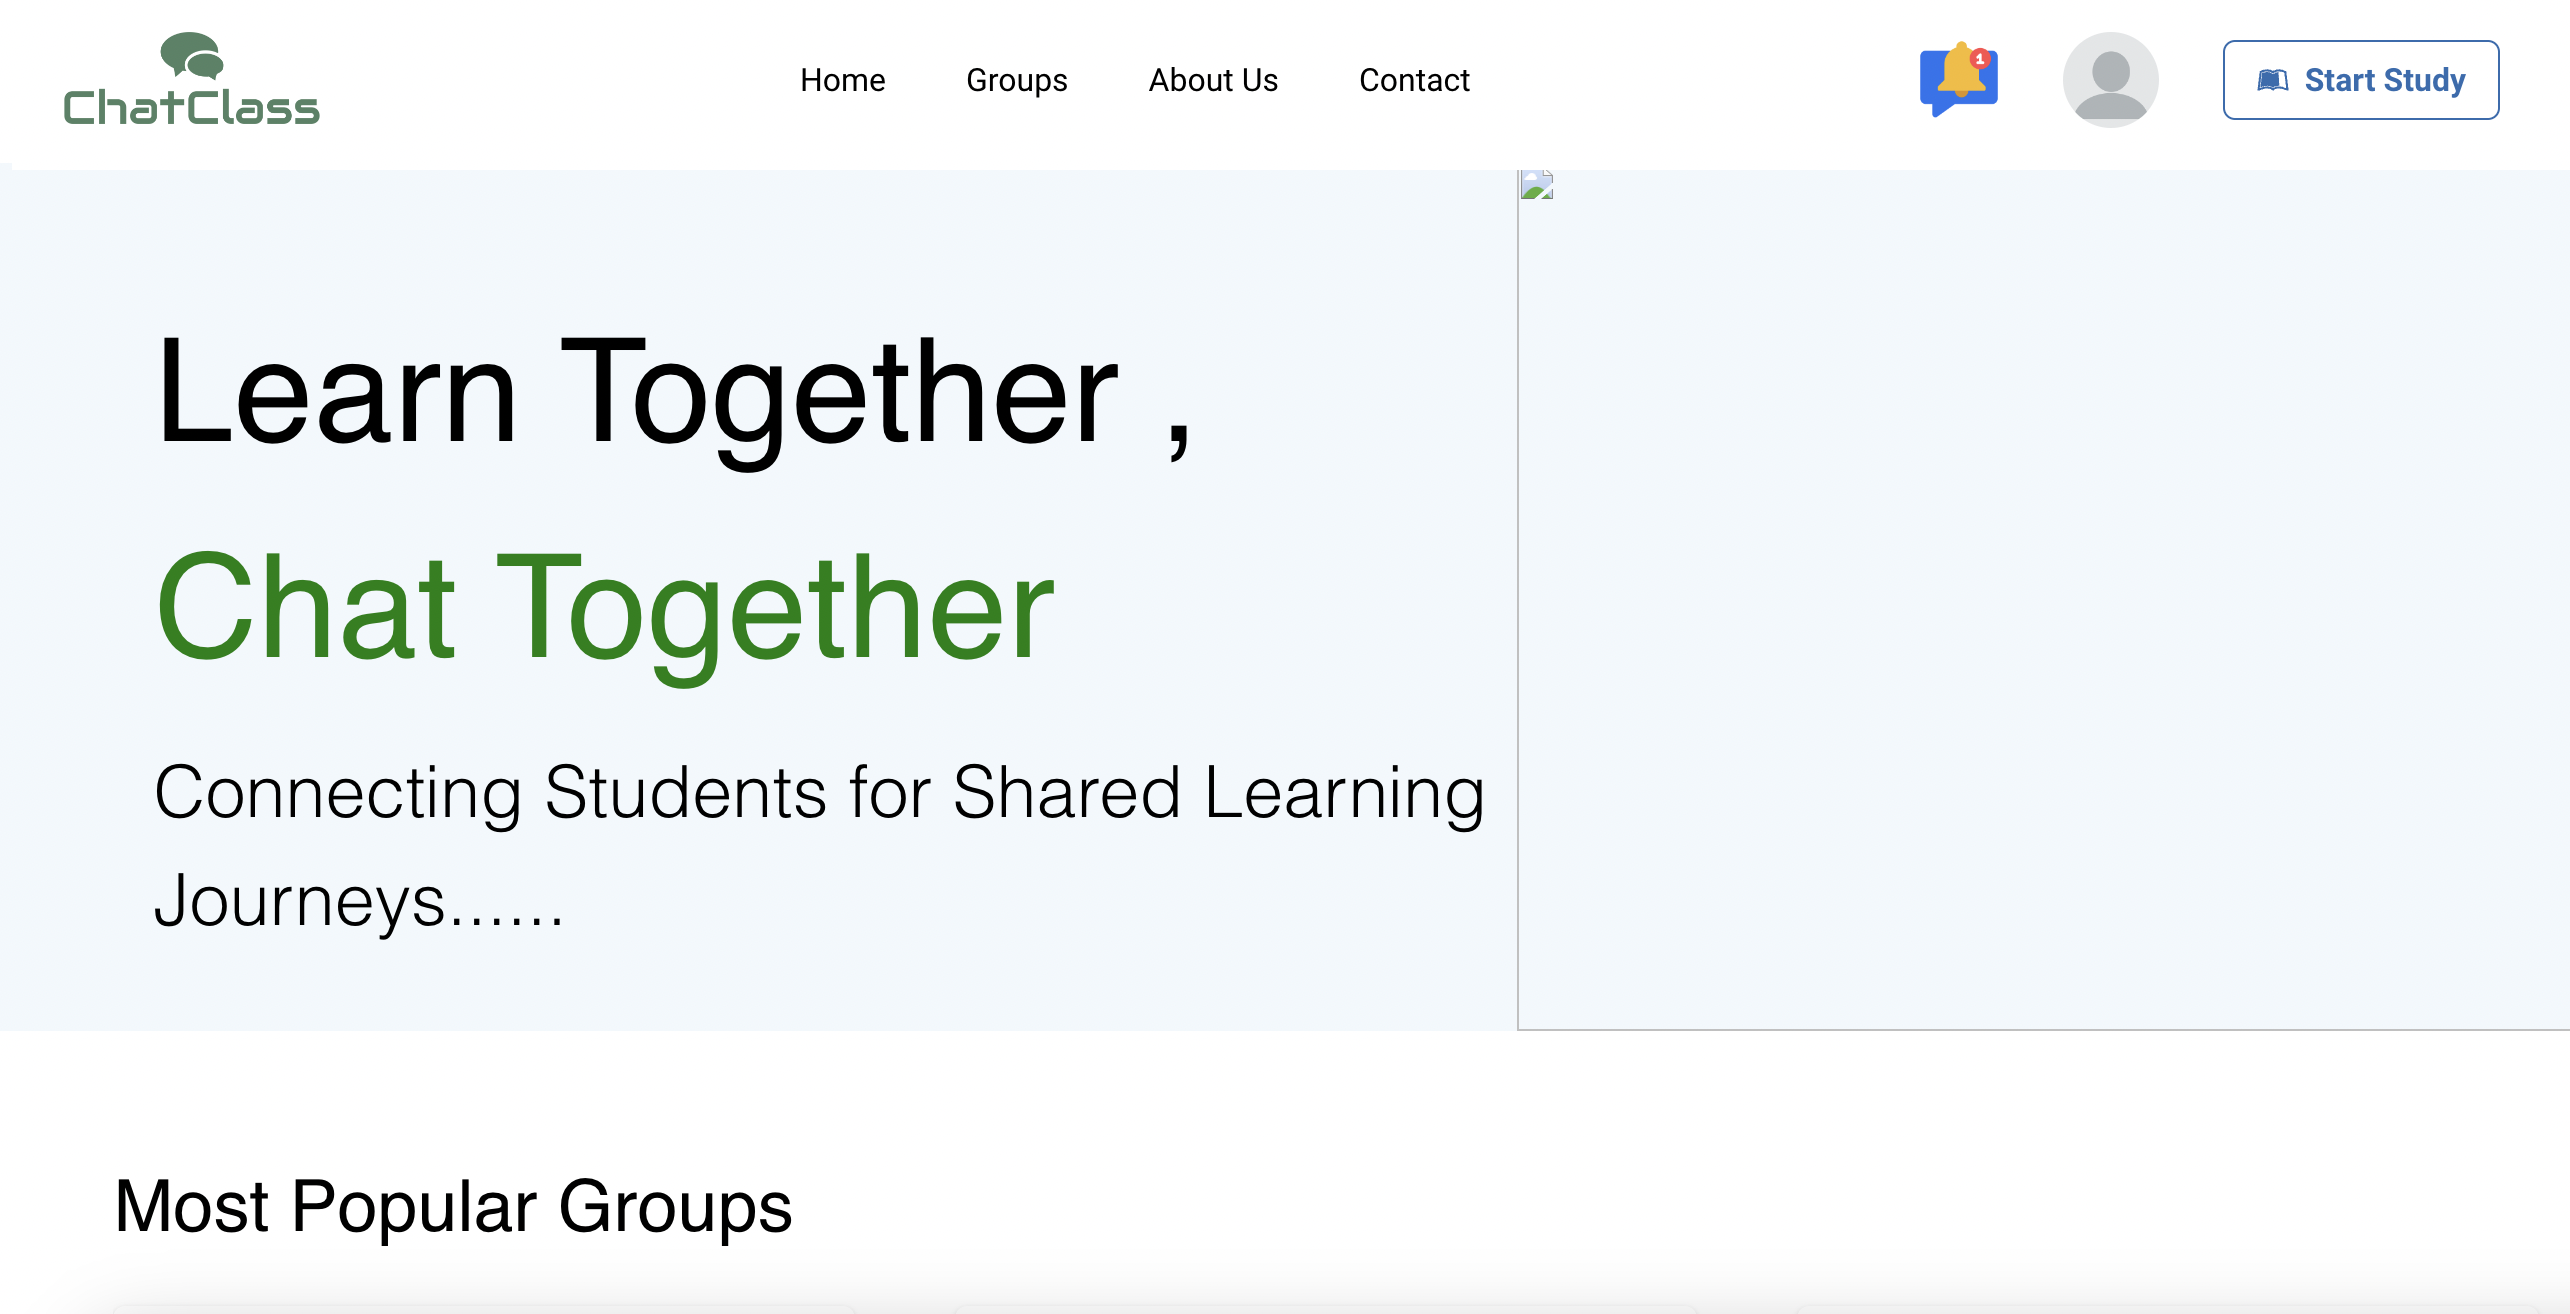 ChatClass
Home Groups About Us Contact
1
Start Study
Learn Together ,
Chat Together
Connecting Students for Shared Learning
Journeys......
Most Popular Groups